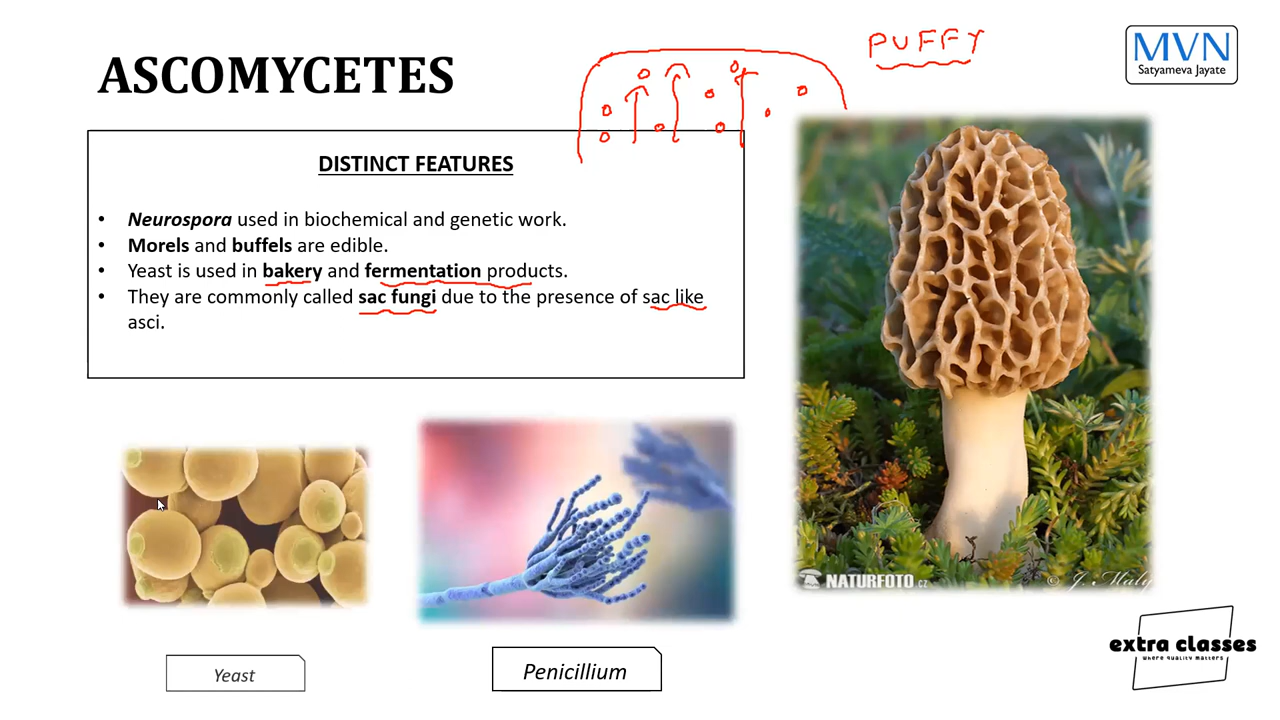 PUFFY
MVN
Satyameva Jayate
ASCOMYCETES
DISTINCT FEATURES
• Neurospora used in biochemical and genetic work.
• Morels and buffels are edible.
• Yeast is used in bakery and fermentation products.
• They are commonly called sac fungi due to the presence of sac like
asci.
NATURFOTO.cz
© J. Malý
Yeast
Penicillium
extra classes
where quality matters